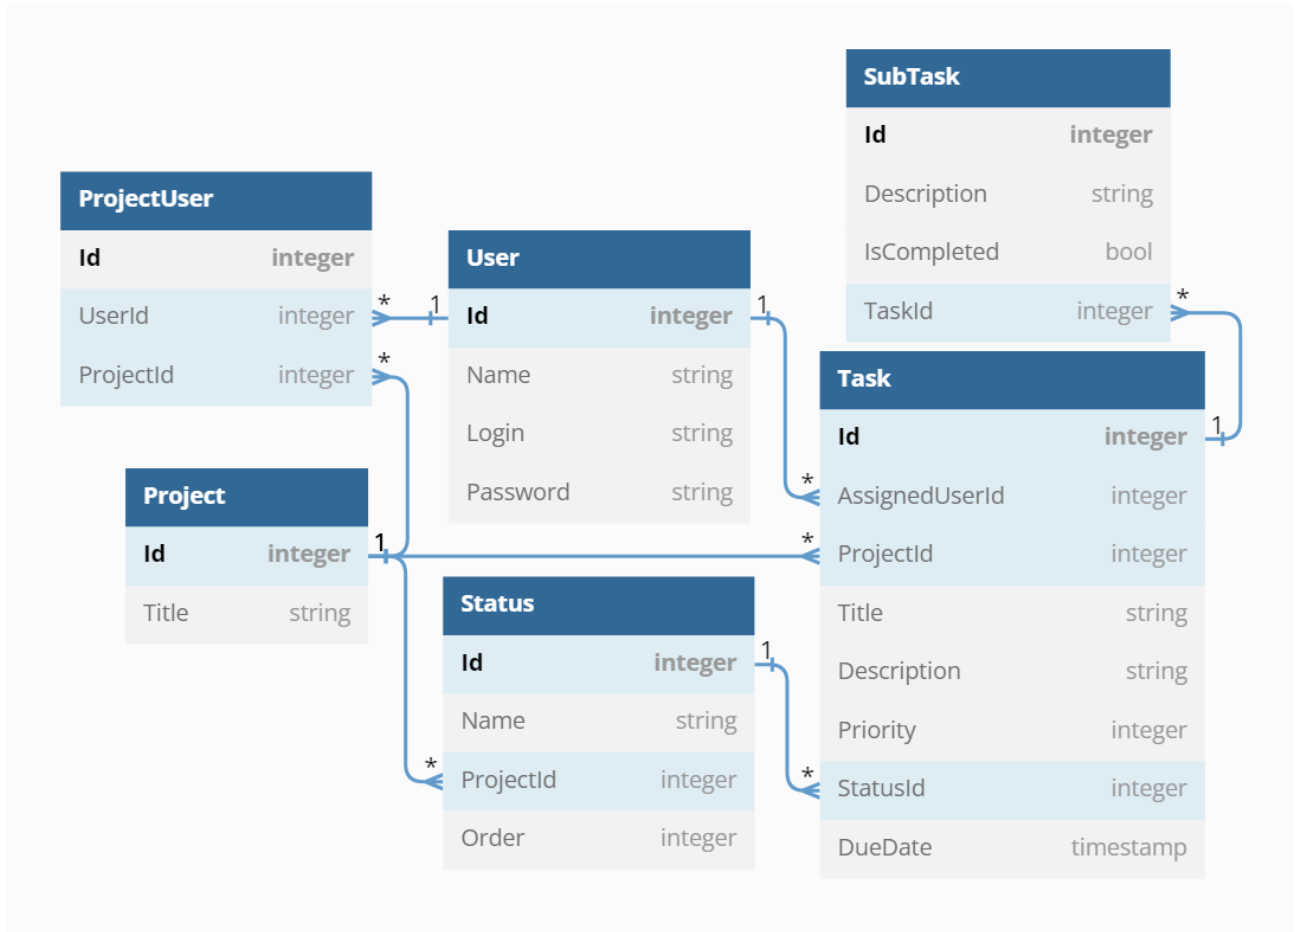 SubTask
Id integer
Description string
IsCompleted bool
TaskId integer
*
ProjectUser
Id integer
UserId integer
ProjectId integer
*
*
1
User
Id integer
Name string
Login string
Password string
1
Task
Id integer
AssignedUserId integer
ProjectId integer
Title string
Description string
Priority integer
StatusId integer
DueDate timestamp
1
*
*
*
Project
Id integer
Title string
1
Status
Id integer
Name string
ProjectId integer
Order integer
1
*